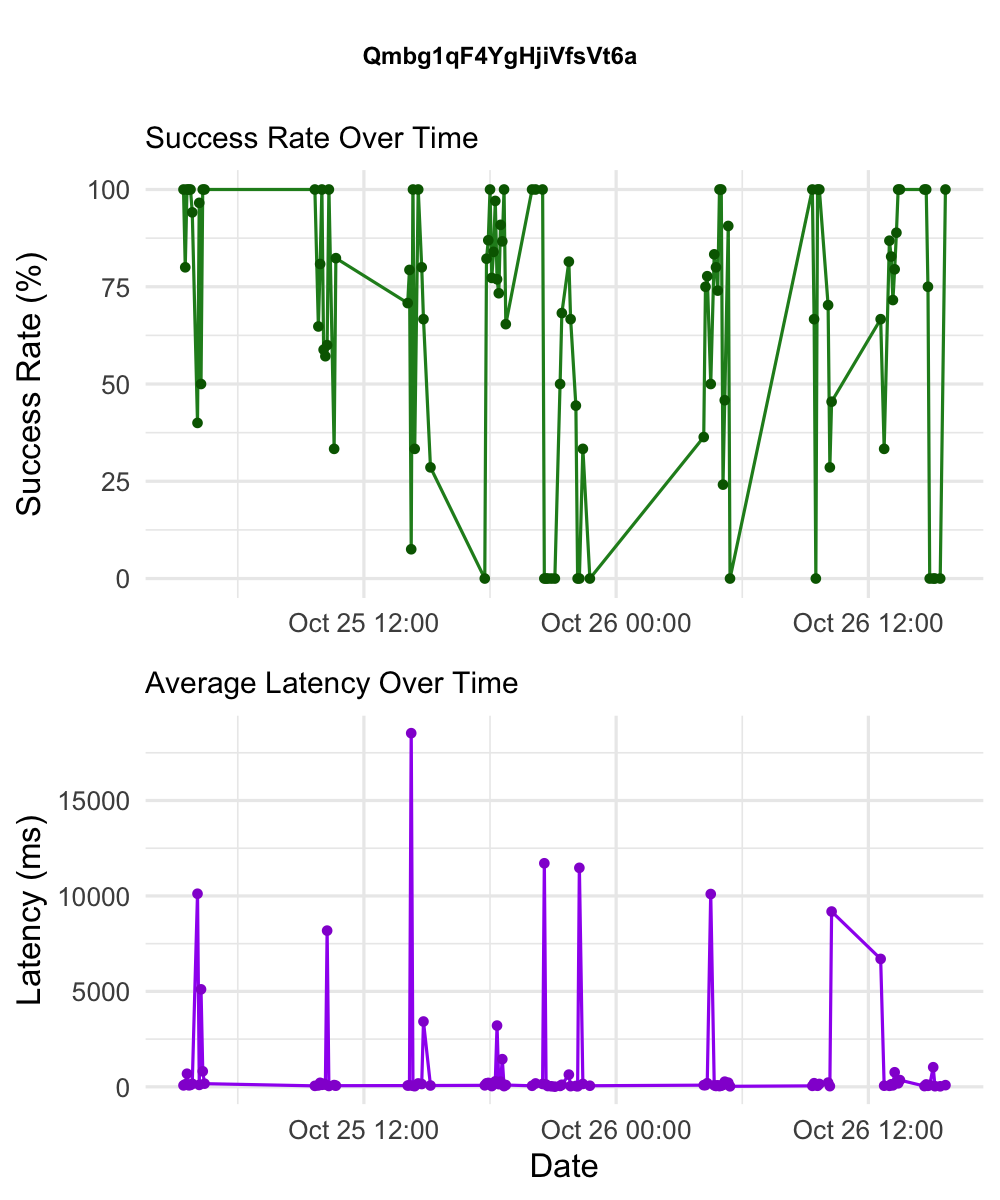 Qmbg1qF4YgHjiVfsVt6a
Success Rate Over Time
Success Rate (%)
100
75
50
25
0
Oct 25 12:00 Oct 26 00:00 Oct 26 12:00
Average Latency Over Time
Latency (ms)
15000
10000
5000
0
Oct 25 12:00 Oct 26 00:00 Oct 26 12:00
Date